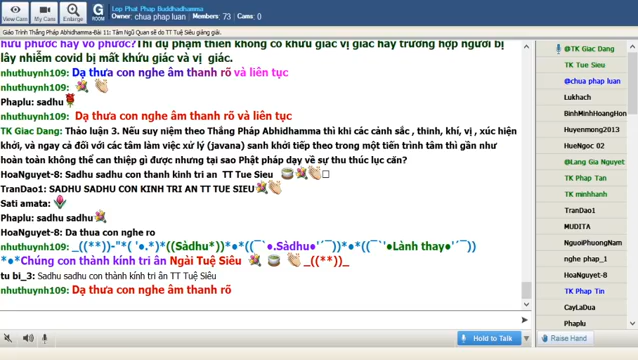 Lep Phat Phap Buddhadhamma
Owner: chua phap luan Members: 73 Cams: 0
View Cam
My Cam
Enlarge
G
ROOM
Giáo Trình Thắng Pháp Abhidhamma-Bài 11: Tâm Ngũ Quan sẽ do TT Tuệ Siêu giảng giải.
hữu phước hay vô phước?Thí dụ phạm thiên không có khứu giác vị giác hay trường hợp người bị
lây nhiễm covid bị mất khứu giác và vị giác.
nhuthuynh109: Dạ thưa con nghe âm thanh rõ và liên tục
nhuthuynh109:
Phaplu: sadhu
nhuthuynh109: Dạ thưa con nghe âm thanh rõ và liên tục
TK Giac Dang: Thảo luận 3. Nếu suy niệm theo Thắng Pháp Abhidhamma thì khi các cảnh sắc , thinh, khí, vị , xúc hiện
khởi, và ngay cả đối với các tâm làm việc xử lý (javana) sanh khởi tiếp theo trong một tiến trình tâm thì gần như
hoàn toàn không thể can thiệp gì được nhưng tại sao Phật pháp dạy về sự thu thúc lục căn?
HoaNguyet-8: Sadhu sadhu con thanh kinh tri an TT Tue Sieu
TranDao1: SADHU SADHU CON KINH TRI AN TT TUE SIEU
Sati amata:
Phaplu: sadhu sadhu
HoaNguyet-8: Da thua con nghe ro
nhuthuynh109: _((**))-"*( '•.*)*((Sàdhu*))*•*((¯`•.Sàdhu•'´¯))*•*((¯`'•Lành thay•'´¯))
*•*Chúng con thành kính tri ân Ngài Tuệ Siêu _((**))_
tu bi_3: Sadhu sadhu con thành kính tri ân TT Tuệ Siêu
nhuthuynh109: Dạ thưa con nghe âm thanh rõ
@TK Giac Dang
TK Tue Sieu
@chua phap luan
Lukhach
BinhMinhHoangHon
Huyenmong2013
HueNgoc 02
@Lang Gia Nguyet
TK Phap Tan
TK minhhanh
TranDao1
MUDITA
NguoiPhuongNam
nghe phap_1
HoaNguyet-8
TK Phap Tin
CayLaDua
Phaplu
Hold to Talk
Raise Hand